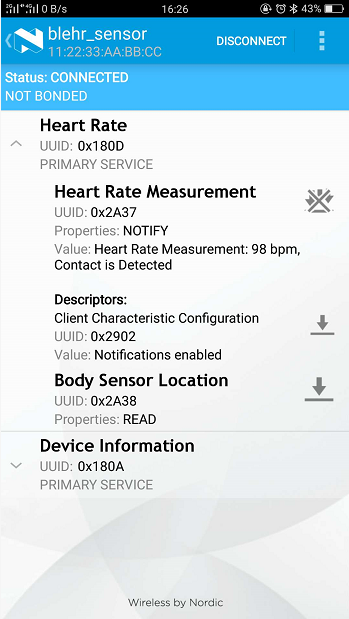 2G 4G 0 B/s 16:26 43%
blehr_sensor
11:22:33:AA:BB:CC
DISCONNECT
Status: CONNECTED
NOT BONDED
Heart Rate
UUID: 0x180D
PRIMARY SERVICE
Heart Rate Measurement
UUID: 0x2A37
Properties: NOTIFY
Value: Heart Rate Measurement: 98 bpm,
Contact is Detected
Descriptors:
Client Characteristic Configuration
UUID: 0x2902
Value: Notifications enabled
Body Sensor Location
UUID: 0x2A38
Properties: READ
Device Information
UUID: 0x180A
PRIMARY SERVICE
Wireless by Nordic